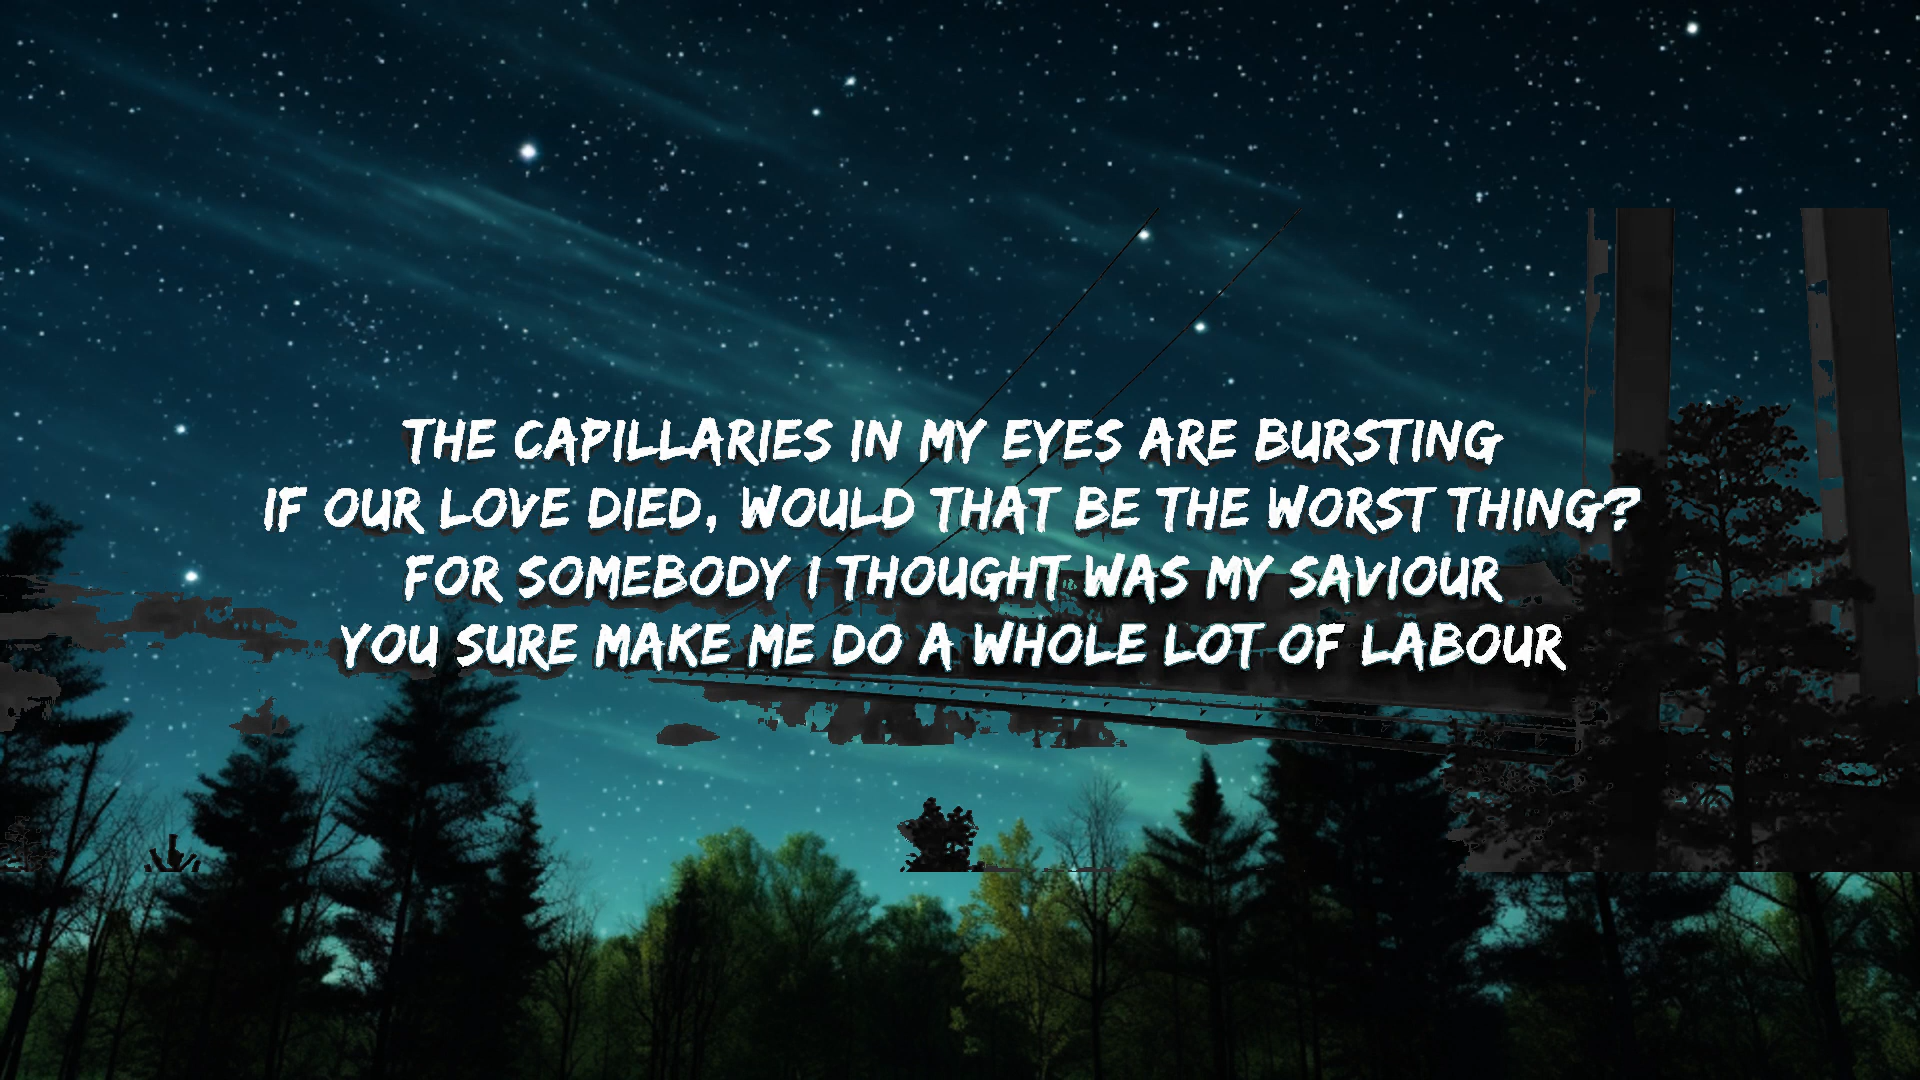 THE CAPILLARIES IN MY EYES ARE BURSTING
IF OUR LOVE DIED, WOULD THAT BE THE WORST THING?
FOR SOMEBODY I THOUGHT WAS MY SAVIOUR
YOU SURE MAKE ME DO A WHOLE LOT OF LABOUR